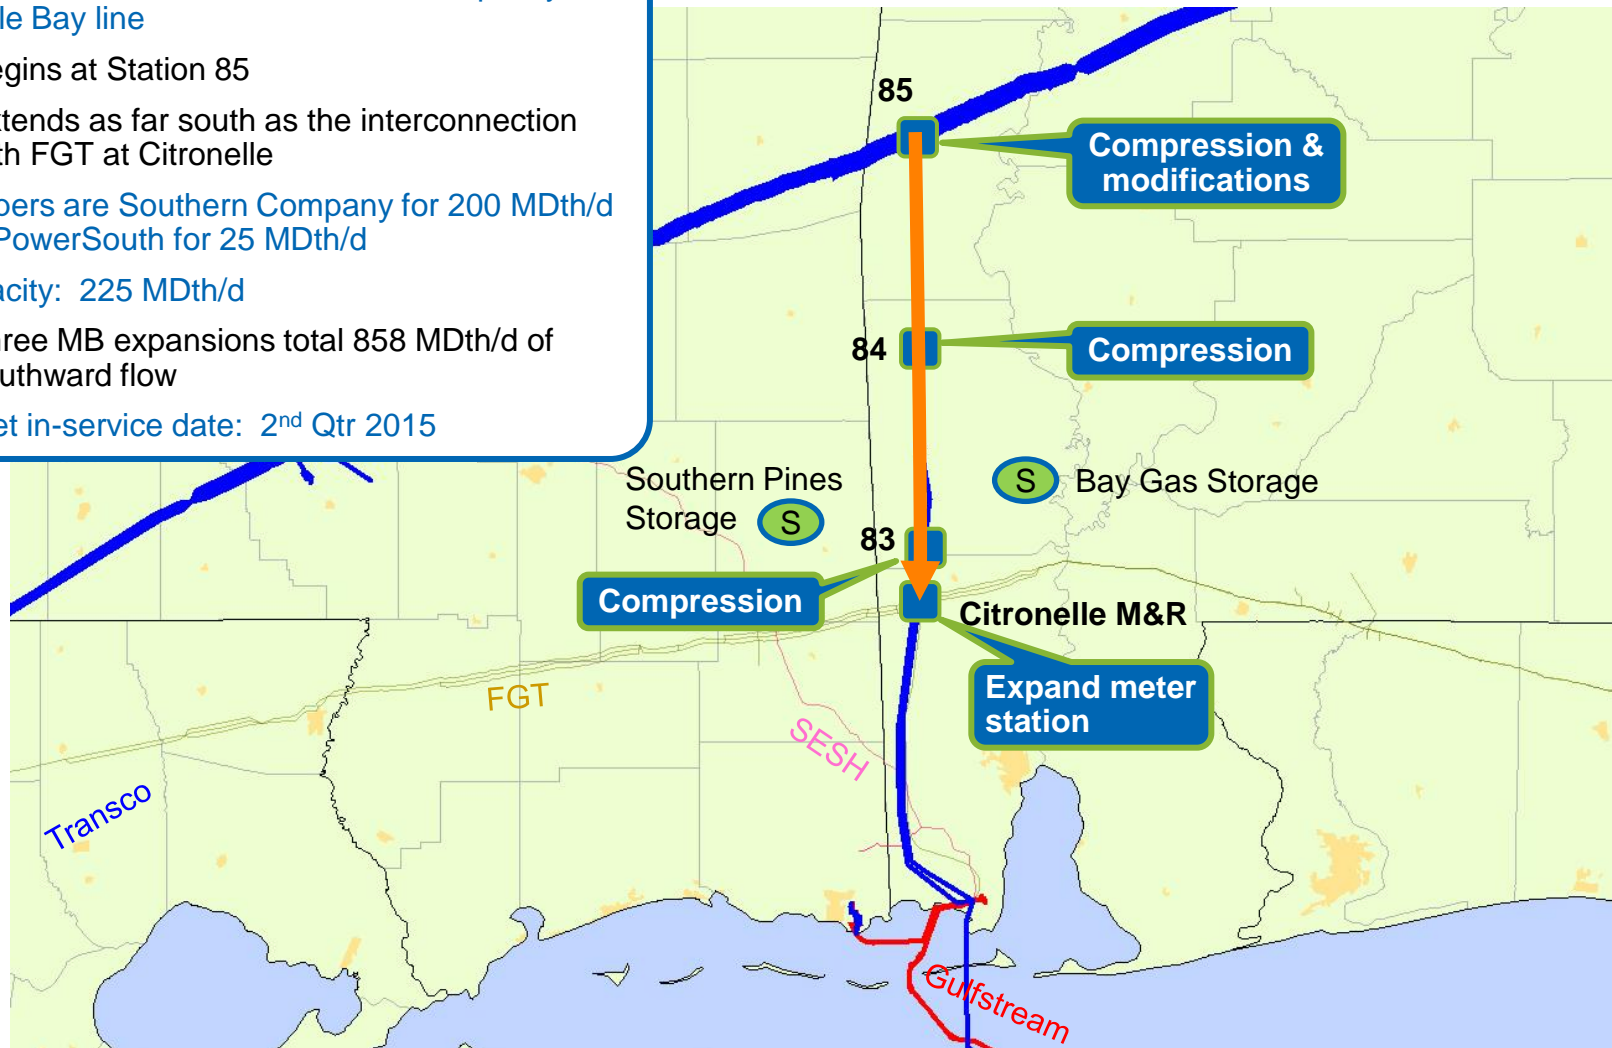 le Bay line
egins at Station 85
xtends as far south as the interconnection
th FGT at Citronelle
pers are Southern Company for 200 MDth/d
PowerSouth for 25 MDth/d
acity: 225 MDth/d
hree MB expansions total 858 MDth/d of
outhward flow
et in-service date: 2nd Qtr 2015
85
Compression &
modifications
84
Compression
Southern Pines
Storage
S
S
Bay Gas Storage
83
Compression
Citronelle M&R
Expand meter
station
FGT
SESH
Transco
Gulfstream